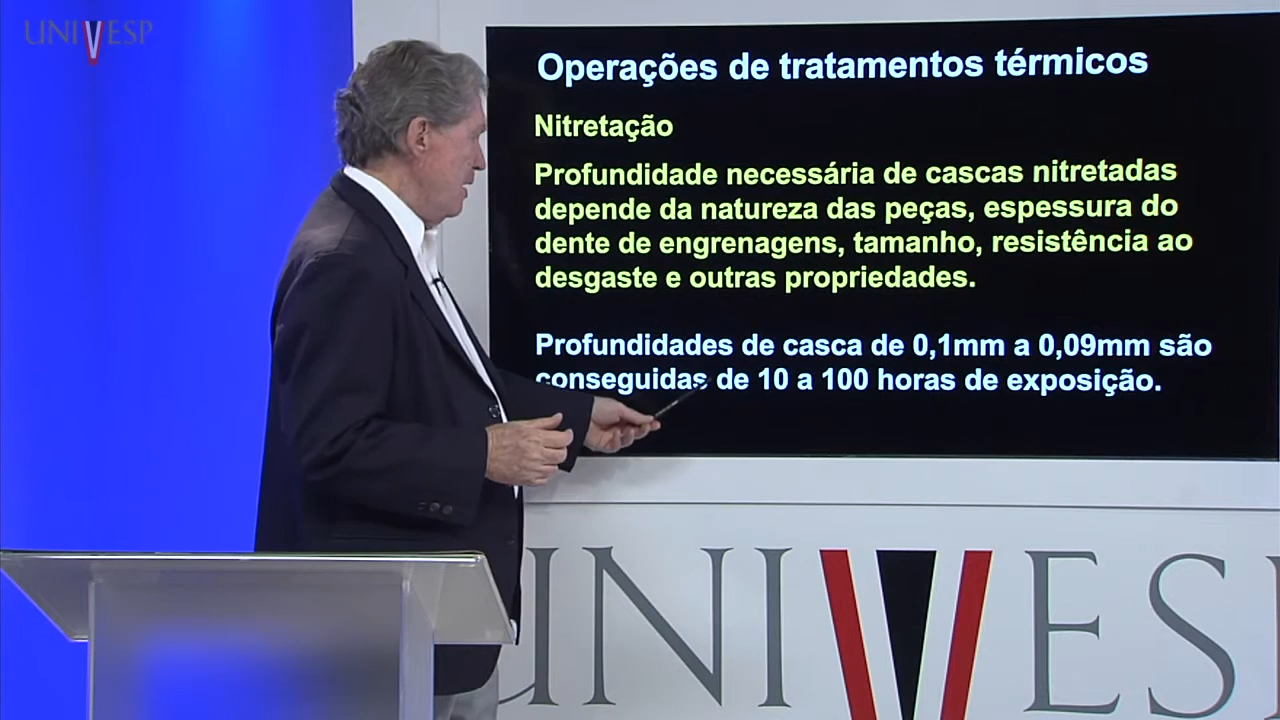 UNIVESP
Operações de tratamentos térmicos
Nitretação
Profundidade necessária de cascas nitretadas
depende da natureza das peças, espessura do
dente de engrenagens, tamanho, resistência ao
desgaste e outras propriedades.
Profundidades de casca de 0,1mm a 0,09mm são
conseguidas de 10 a 100 horas de exposição.
UNIVESP